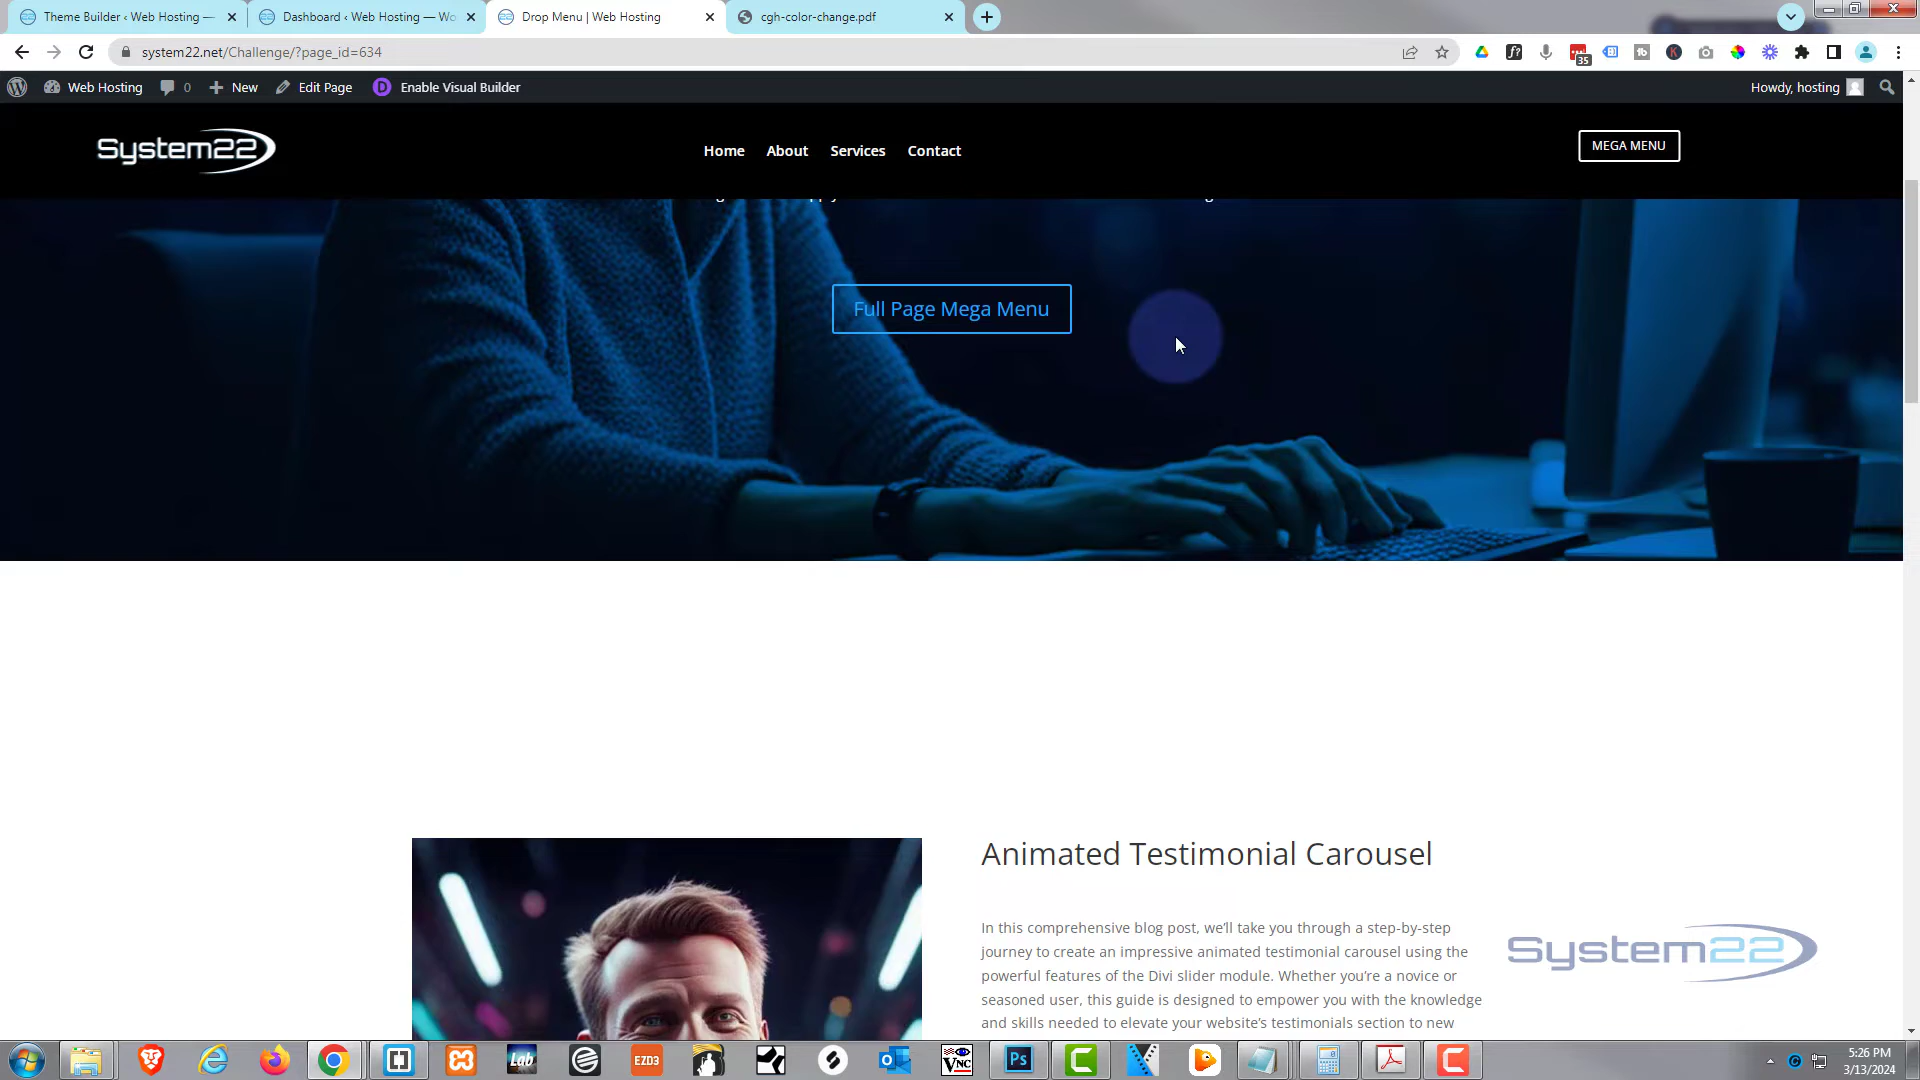 Theme Builder ‹ Web Hosting —
Dashboard ‹ Web Hosting — Wo
Drop Menu | Web Hosting
cgh-color-change.pdf
system22.net/Challenge/?page_id=634
35
Web Hosting
0
New
Edit Page
Enable Visual Builder
Howdy, hosting
System22
Home
About
Services
Contact
MEGA MENU
Full Page Mega Menu
Animated Testimonial Carousel
In this comprehensive blog post, we’ll take you through a step-by-step
journey to create an impressive animated testimonial carousel using the
powerful features of the Divi slider module. Whether you’re a novice or
seasoned user, this guide is designed to empower you with the knowledge
and skills needed to elevate your website’s testimonials section to new
System22
Lab
EZD3
VNC
Ps
5:26 PM
3/13/2024